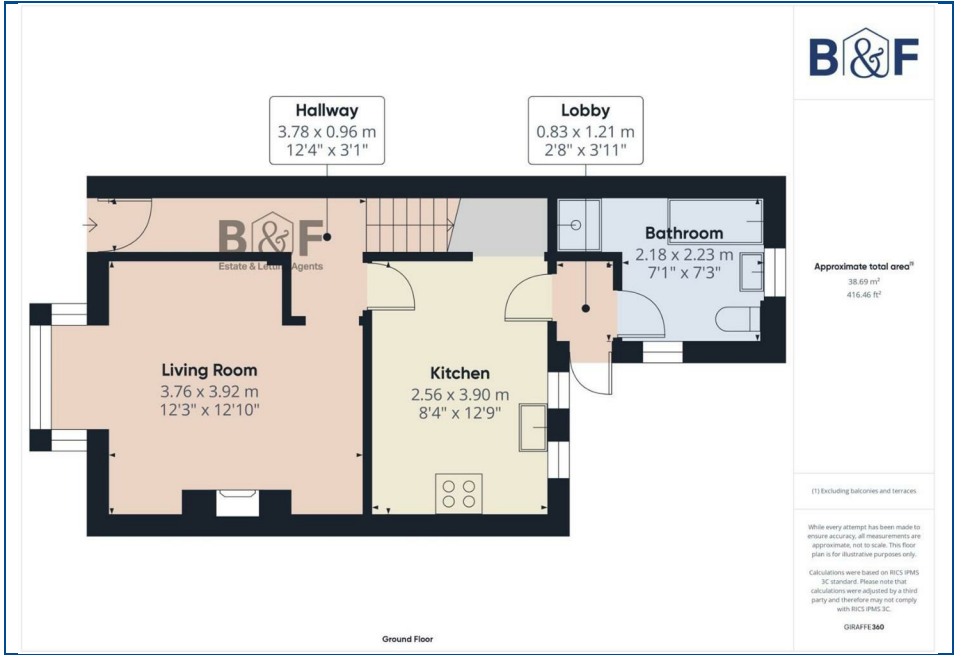 B&F
Hallway
3.78 x 0.96 m
12'4" x 3'1"
Lobby
0.83 x 1.21 m
2'8" x 3'11"
B&F
Estate & Letting Agents
Bathroom
2.18 x 2.23 m
7'1" x 7'3"
Living Room
3.76 x 3.92 m
12'3" x 12'10"
Kitchen
2.56 x 3.90 m
8'4" x 12'9"
Ground Floor
Approximate total area(1)
38.69 m²
416.46 ft²
(1) Excluding balconies and terraces
While every attempt has been made to
ensure accuracy, all measurements are
approximate, not to scale. This floor
plan is for illustrative purposes only.
Calculations were based on RICS IPMS
3C standard. Please note that
calculations were adjusted by a third
party and therefore may not comply
with RICS IPMS 3C.
GIRAFFE360